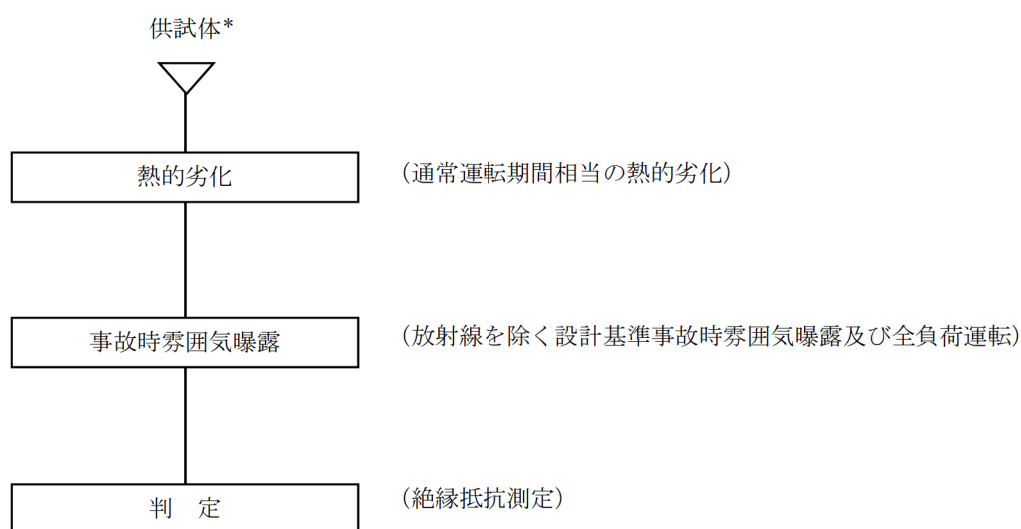 供試体*
熱的劣化
（通常運転期間相当の熱的劣化）
事故時雰囲気曝露
（放射線を除く設計基準事故時雰囲気曝露及び全負荷運転）
判　定
（絶縁抵抗測定）